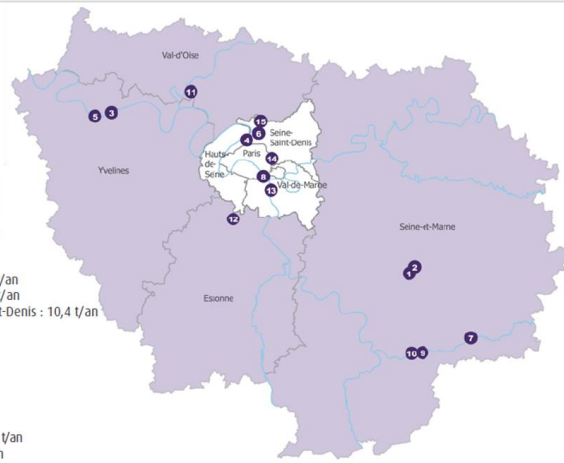 Val-d'Oise
11
5
3
15
6
4
Seine-
Saint-Denis
Hauts-
de-
Seine
Paris
14
Yvelines
8
Val-de-Marne
13
12
Seine-et-Marne
2
1
/an
/an
t-Denis : 10,4 t/an
Essonne
7
10
9
t/an
n